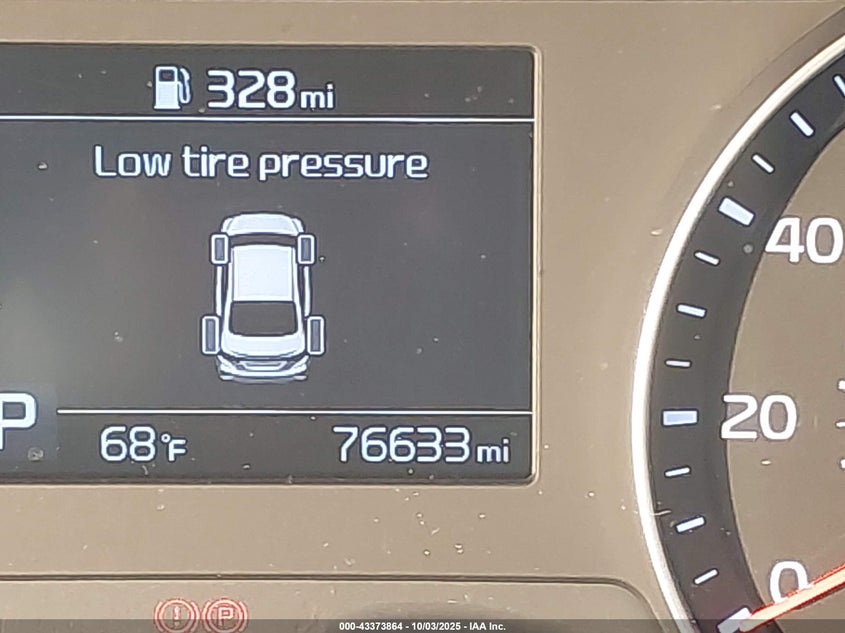 328mi
Low tire pressure
40
P
20
68°F 76633mi
0
! P
000-43373864 - 10/03/2025 - IAA Inc.